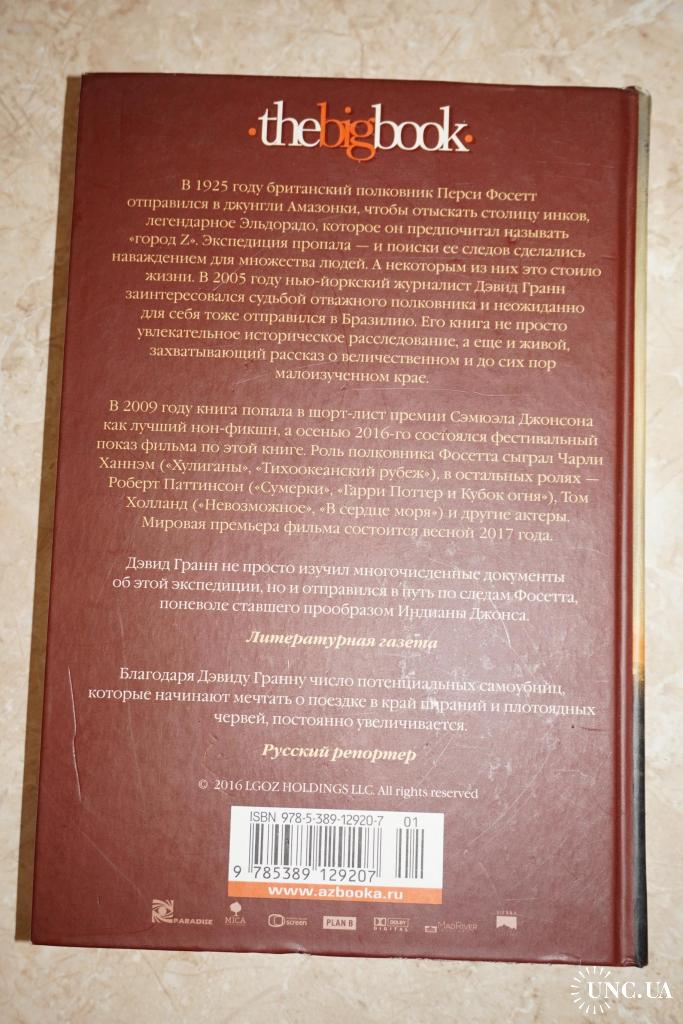 ·thebigbook·
В 1925 году британский полковник Перси Фосетт
отправился в джунгли Амазонки, чтобы отыскать столицу инков,
легендарное Эльдорадо, которое он предпочитал называть
«город Z». Экспедиция пропала — и поиски ее следов сделались
наваждением для множества людей. А некоторым из них это стоило
жизни. В 2005 году нью-йоркский журналист Дэвид Гранн
заинтересовался судьбой отважного полковника и неожиданно
для себя тоже отправился в Бразилию. Его книга не просто
увлекательное историческое расследование, а еще и живой,
захватывающий рассказ о величественном и до сих пор
малоизученном крае.
В 2009 году книга попала в шорт-лист премии Сэмюэла Джонсона
как лучший нон-фикшн, а осенью 2016-го состоялся фестивальный
показ фильма по этой книге. Роль полковника Фосетта сыграл Чарли
Ханнэм («Хулиганы», «Тихоокеанский рубеж»), в остальных ролях —
Роберт Паттинсон («Сумерки», «Гарри Поттер и Кубок огня»), Том
Холланд («Невозможное», «В сердце моря») и другие актеры.
Мировая премьера фильма состоится весной 2017 года.
Дэвид Гранн не просто изучил многочисленные документы
об этой экспедиции, но и отправился в путь по следам Фосетта,
поневоле ставшего прообразом Индианы Джонса.
Литературная газета
Благодаря Дэвиду Гранну число потенциальных самоубийц,
которые начинают мечтать о поездке в край пираний и плотоядных
червей, постоянно увеличивается.
Русский репортер
© 2016 LGOZ HOLDINGS LLC. All rights reserved
ISBN 978-5-389-12920-7 01
9 785389 129207
www.azbooka.ru
PARADISE MICA screen PLAN B DOLBY DIGITAL MADRIVER
UNC.UA